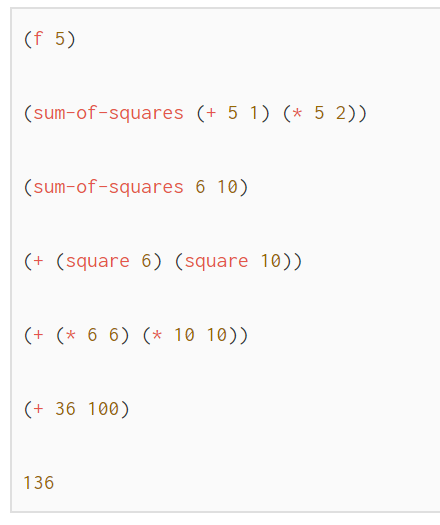 (f 5)
(sum-of-squares (+ 5 1) (* 5 2))
(sum-of-squares 6 10)
(+ (square 6) (square 10))
(+ (* 6 6) (* 10 10))
(+ 36 100)
136